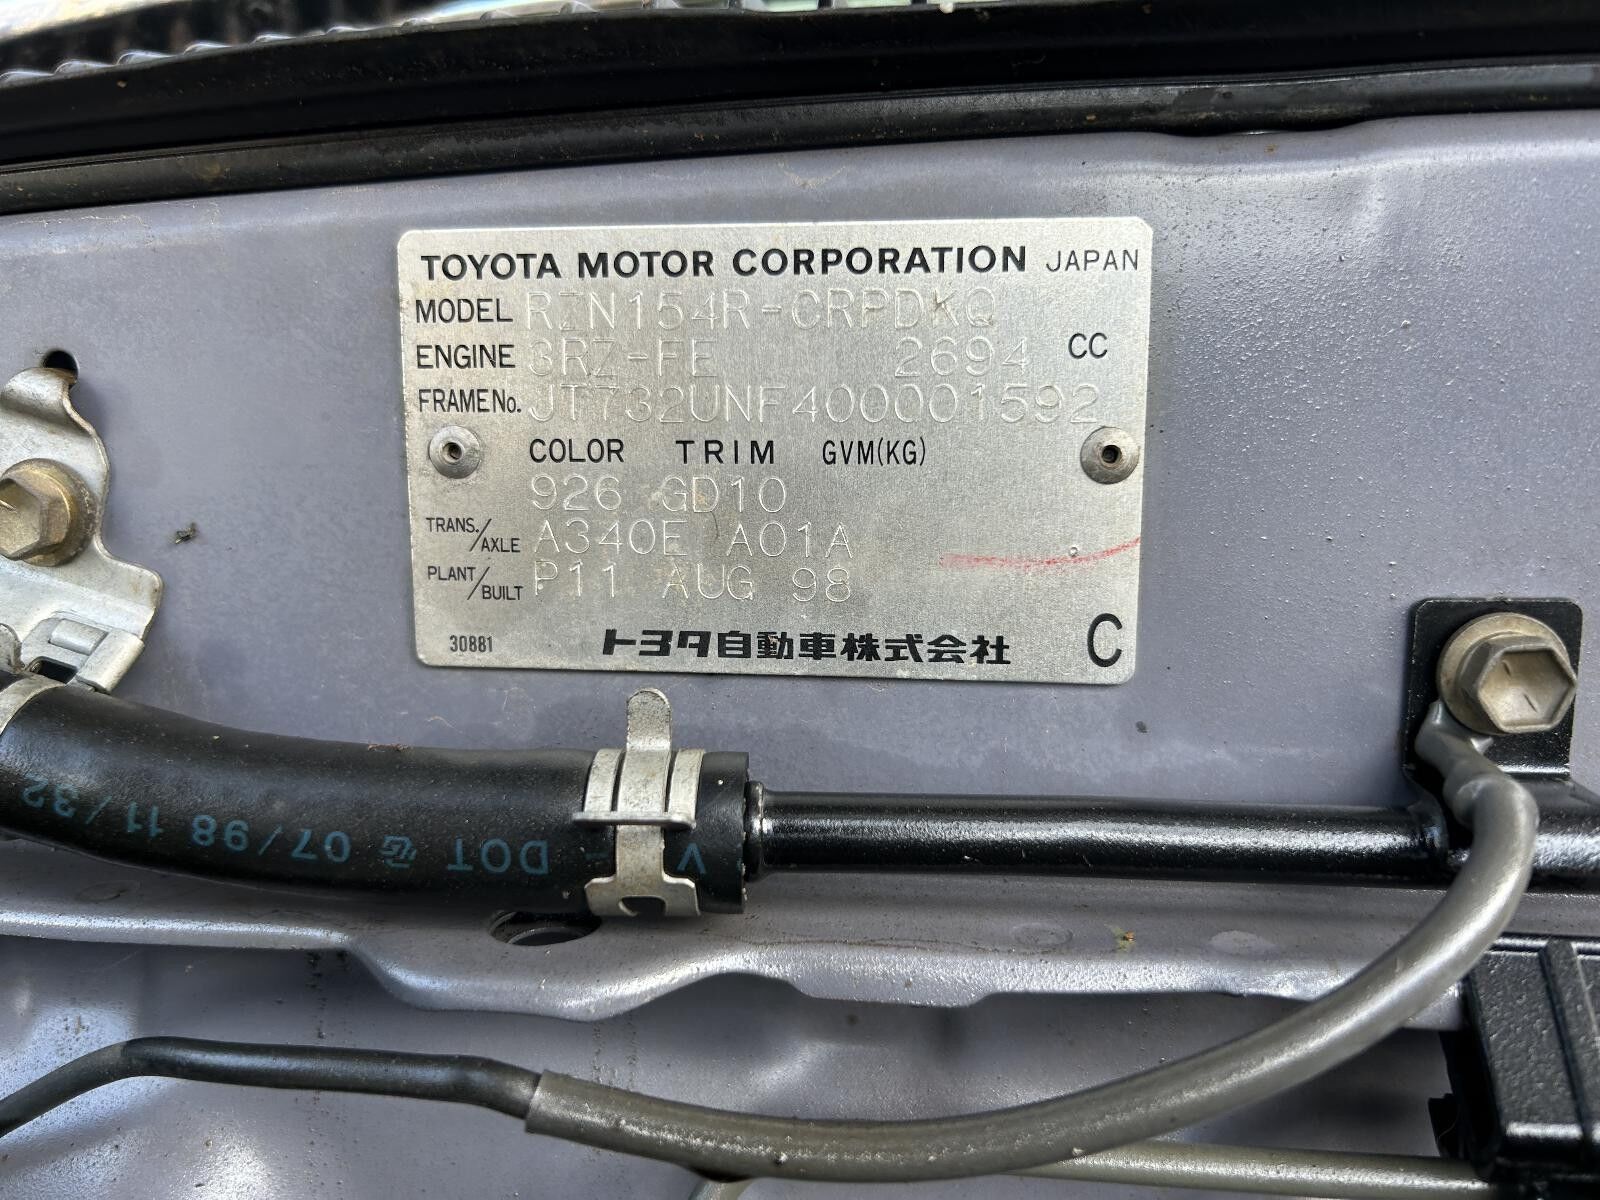 TOYOTA MOTOR CORPORATION JAPAN
MODEL RZN154R-CRPDKQ
ENGINE 3RZ-FE 2694 CC
FRAME No. JT732UNF400001592
COLOR TRIM GVM(KG)
926 GD10
TRANS./AXLE A340E A01A
PLANT/BUILT P11 AUG 98
30881 トヨタ自動車株式会社 C
V - DOT 07/98 11/32